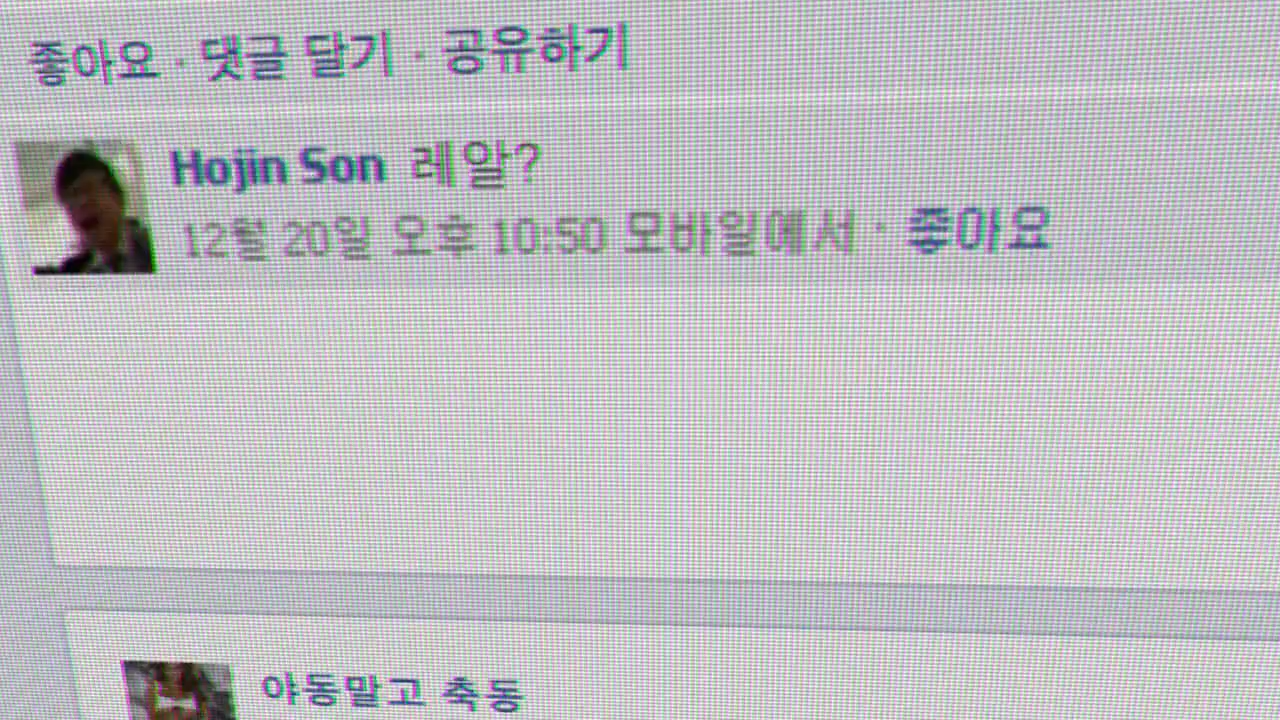 좋아요 · 댓글 달기 · 공유하기
Hojin Son 레알?
12월 20일 오후 10:50 모바일에서 · 좋아요
야동말고 축동